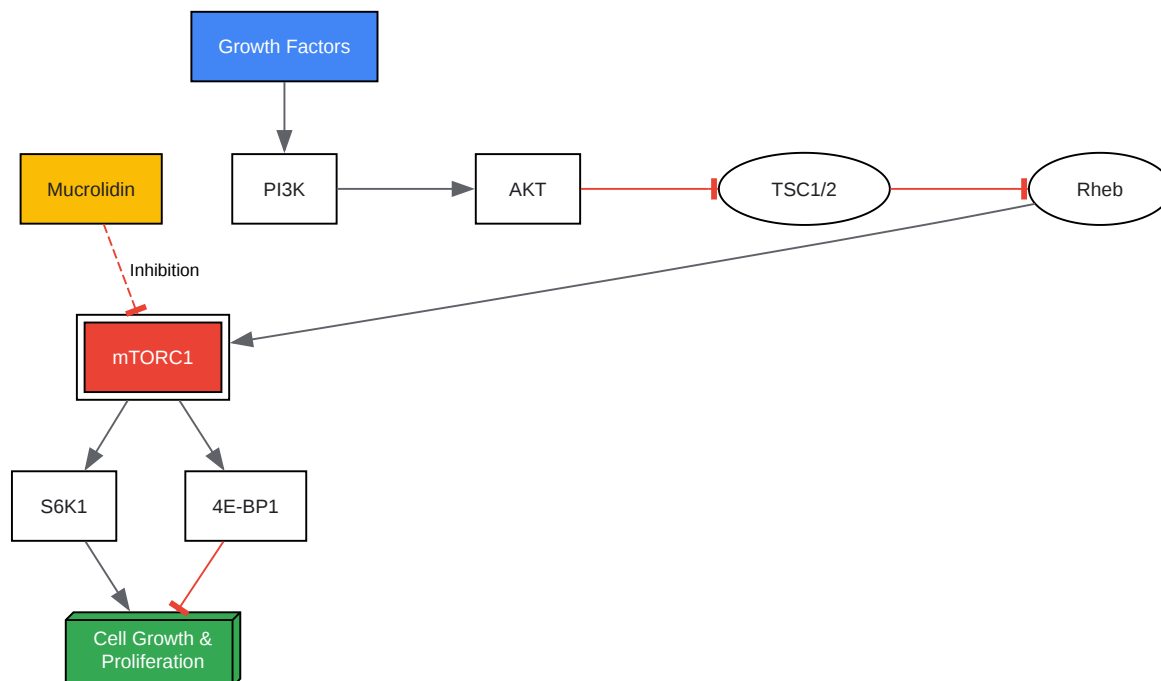 Growth Factors
Mucrolidin
PI3K
AKT
TSC1/2
Rheb
Inhibition
mTORC1
S6K1
4E-BP1
Cell Growth &
Proliferation